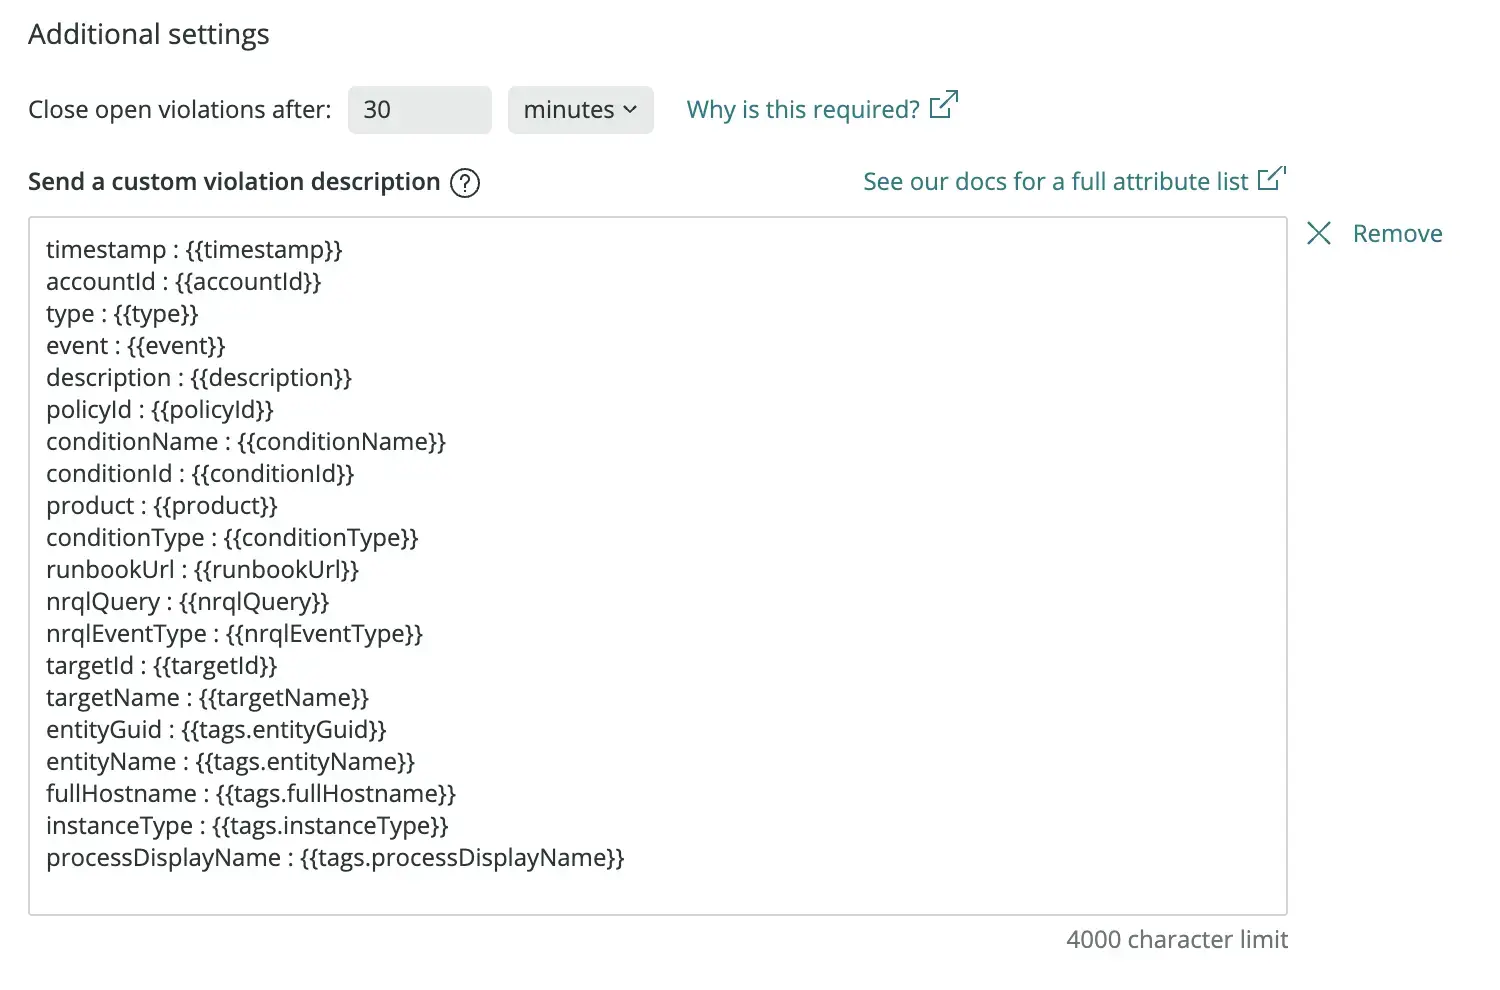 Additional settings
Close open violations after: 30 minutes Why is this required?
Send a custom violation description ? See our docs for a full attribute list
timestamp : {{timestamp}}
accountId : {{accountId}}
type : {{type}}
event : {{event}}
description : {{description}}
policyId : {{policyId}}
conditionName : {{conditionName}}
conditionId : {{conditionId}}
product : {{product}}
conditionType : {{conditionType}}
runbookUrl : {{runbookUrl}}
nrqlQuery : {{nrqlQuery}}
nrqlEventType : {{nrqlEventType}}
targetId : {{targetId}}
targetName : {{targetName}}
entityGuid : {{tags.entityGuid}}
entityName : {{tags.entityName}}
fullHostname : {{tags.fullHostname}}
instanceType : {{tags.instanceType}}
processDisplayName : {{tags.processDisplayName}}
Remove
4000 character limit